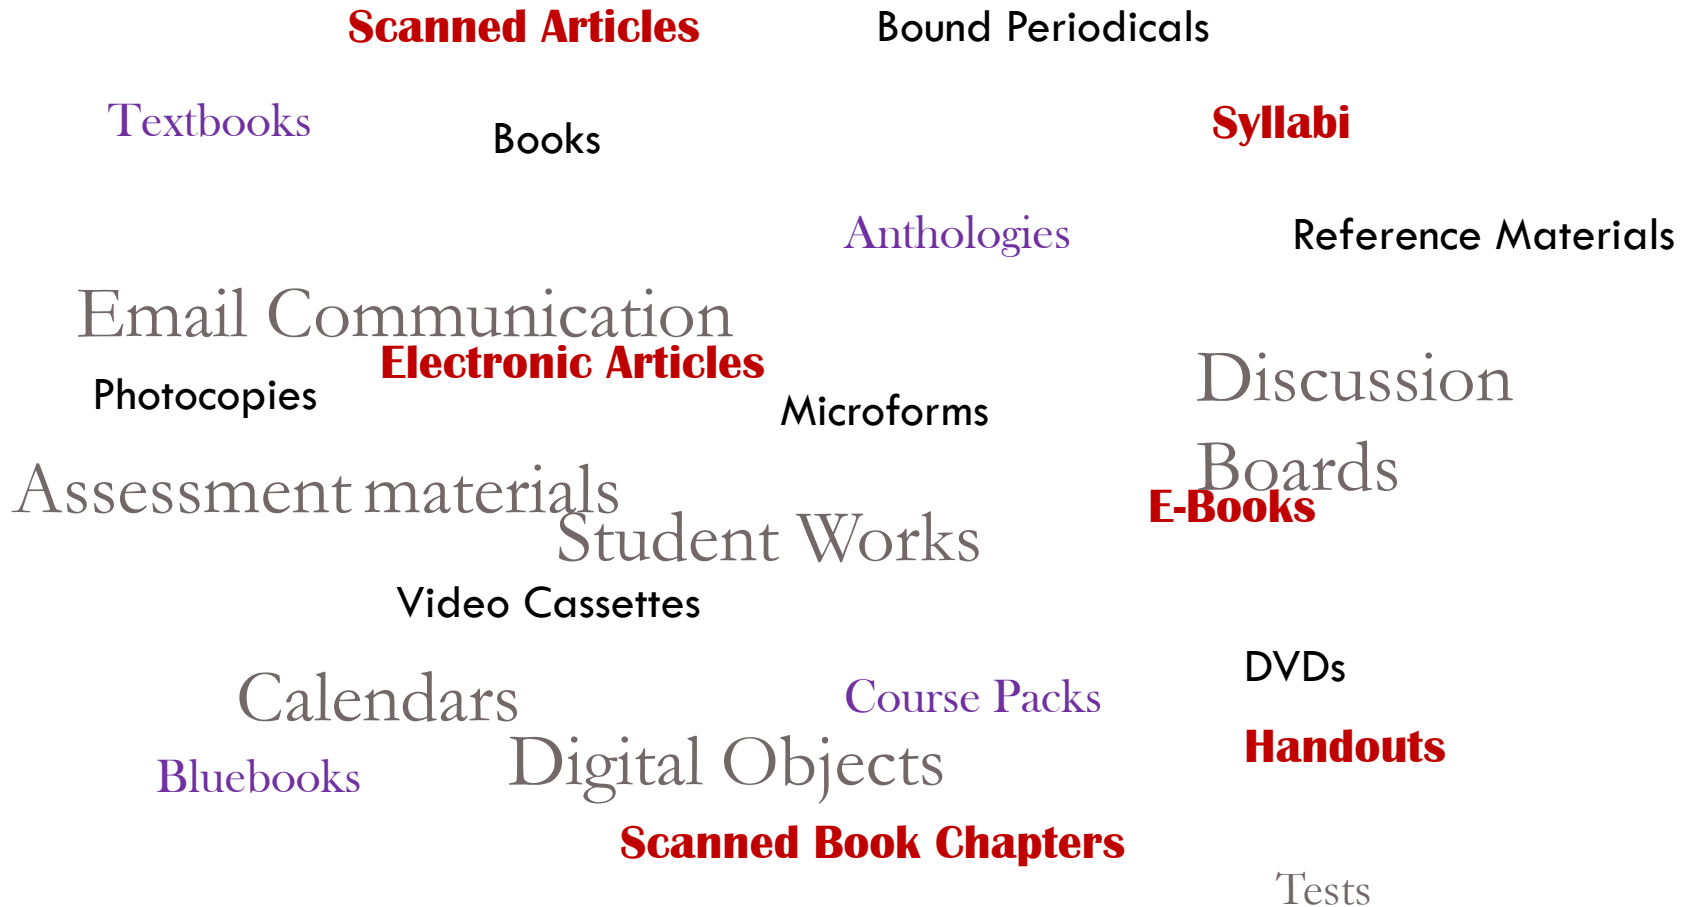 Scanned Articles
Bound Periodicals
Textbooks
Books
Syllabi
Anthologies
Reference Materials
Email Communication
Electronic Articles
Photocopies
Microforms
Discussion
Boards
Assessment materials
E-Books
Student Works
Video Cassettes
DVDs
Calendars
Course Packs
Handouts
Bluebooks
Digital Objects
Scanned Book Chapters
Tests